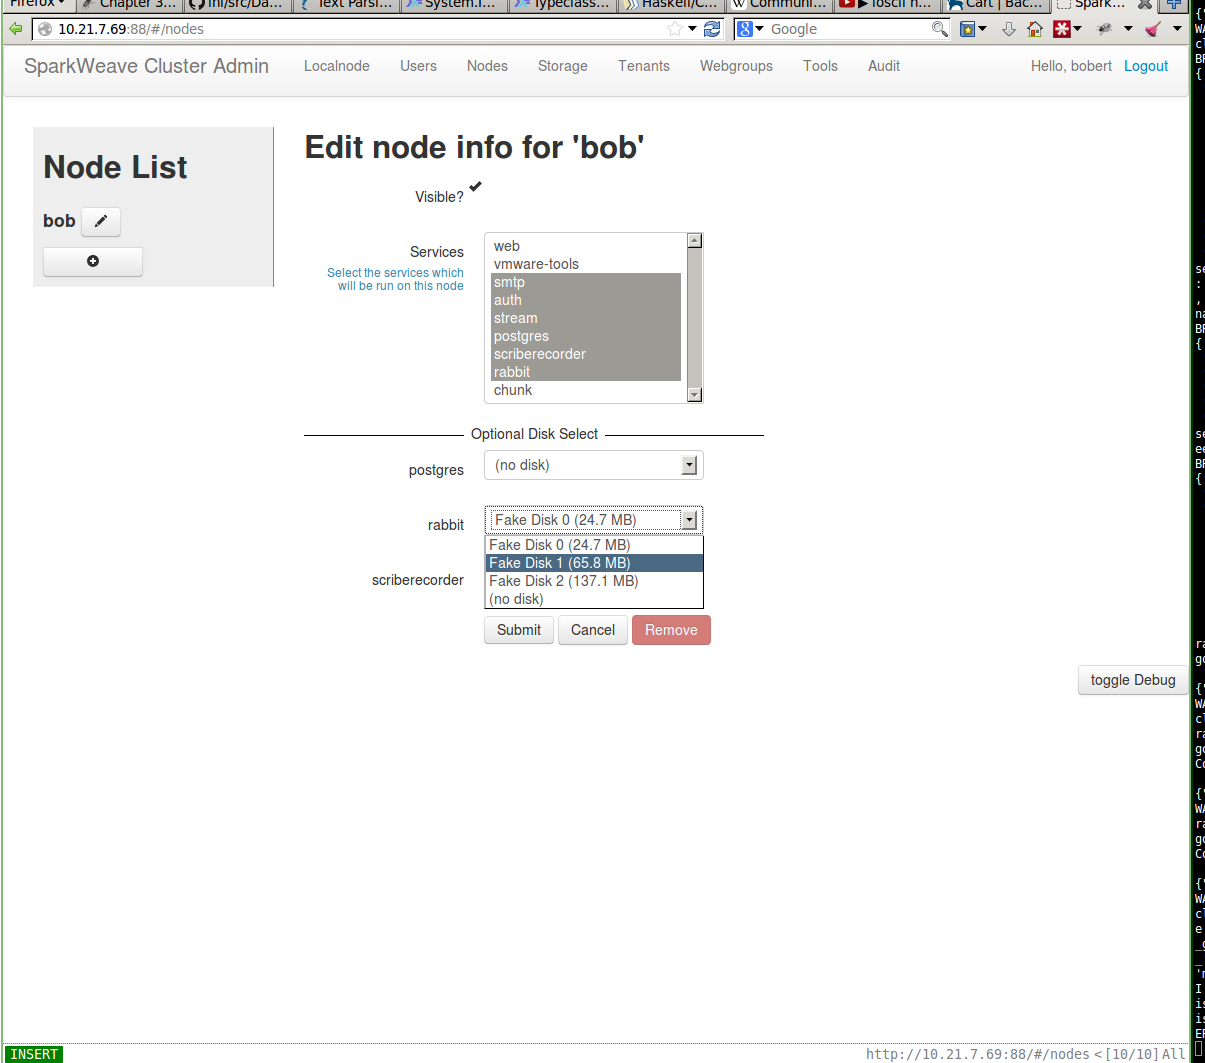 Firefox Chapter 3... Text Parsi... System.I... Typeclass... Haskell/C... Communi... Cart | Bac... Spark...
10.21.7.69:88/#/nodes Google
SparkWeave Cluster Admin Localnode Users Nodes Storage Tenants Webgroups Tools Audit Hello, bobert Logout
Node List
bob
Edit node info for 'bob'
Visible?
Services
Select the services which
will be run on this node
web
vmware-tools
smtp
auth
stream
postgres
scriberecorder
rabbit
chunk
Optional Disk Select
postgres (no disk)
rabbit Fake Disk 0 (24.7 MB)
Fake Disk 0 (24.7 MB)
Fake Disk 1 (65.8 MB)
scriberecorder Fake Disk 2 (137.1 MB)
(no disk)
Submit Cancel Remove
toggle Debug
INSERT http://10.21.7.69:88/#/nodes <[10/10]All